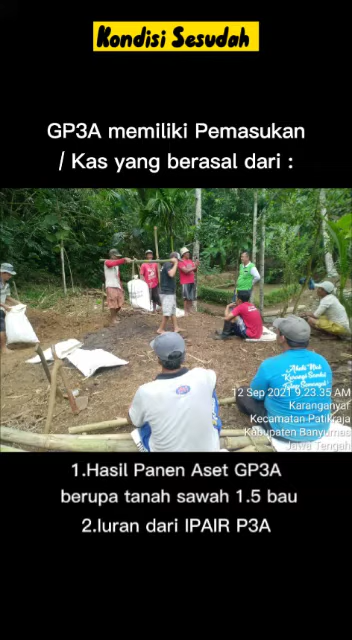 Kondisi Sesudah
GP3A memiliki Pemasukan
/ Kas yang berasal dari :
12 Sep 2021 9.23.35 AM
Karanganyar
Kecamatan Patikraja
Kabupaten Banyumas
Jawa Tengah
1.Hasil Panen Aset GP3A
berupa tanah sawah 1.5 bau
2.Iuran dari IPAIR P3A